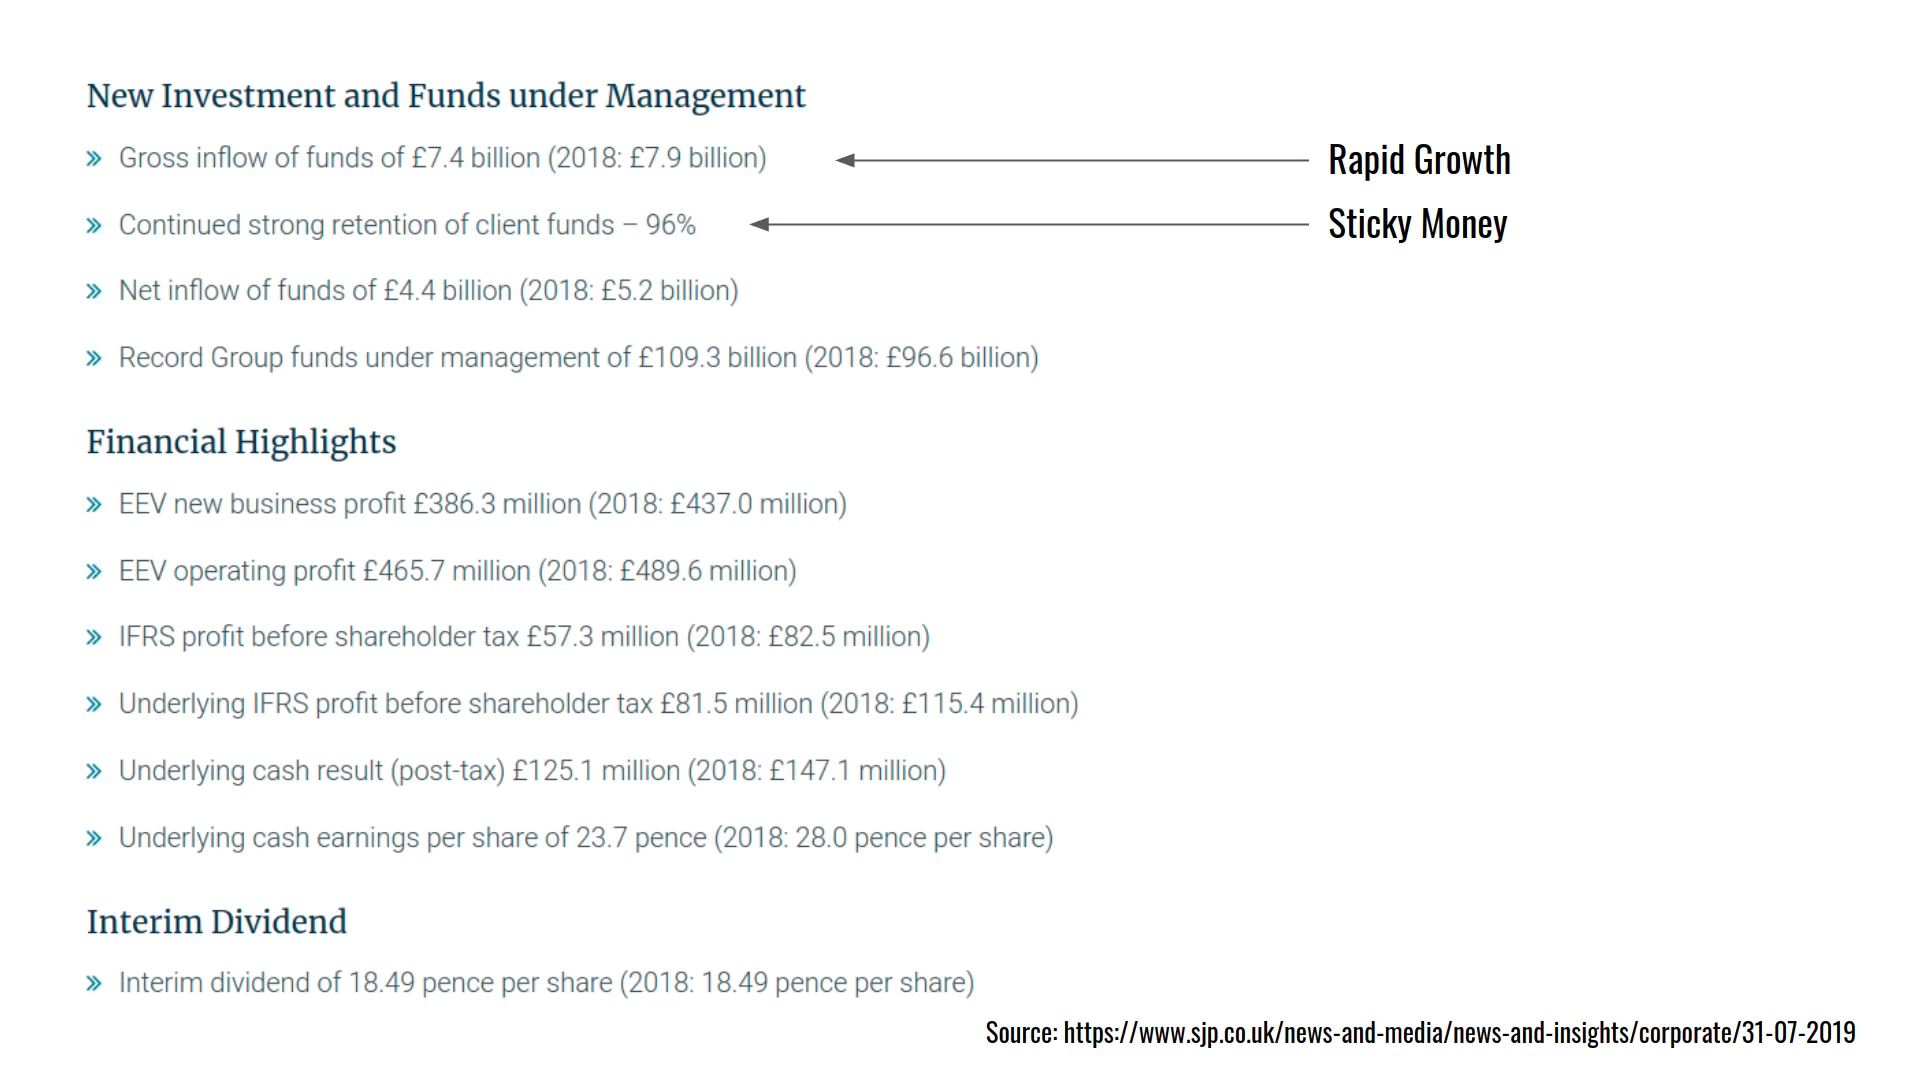 New Investment and Funds under Management
» Gross inflow of funds of £7.4 billion (2018: £7.9 billion)
Rapid Growth
» Continued strong retention of client funds – 96%
Sticky Money
» Net inflow of funds of £4.4 billion (2018: £5.2 billion)
» Record Group funds under management of £109.3 billion (2018: £96.6 billion)
Financial Highlights
» EEV new business profit £386.3 million (2018: £437.0 million)
» EEV operating profit £465.7 million (2018: £489.6 million)
» IFRS profit before shareholder tax £57.3 million (2018: £82.5 million)
» Underlying IFRS profit before shareholder tax £81.5 million (2018: £115.4 million)
» Underlying cash result (post-tax) £125.1 million (2018: £147.1 million)
» Underlying cash earnings per share of 23.7 pence (2018: 28.0 pence per share)
Interim Dividend
» Interim dividend of 18.49 pence per share (2018: 18.49 pence per share)
Source: https://www.sjp.co.uk/news-and-media/news-and-insights/corporate/31-07-2019